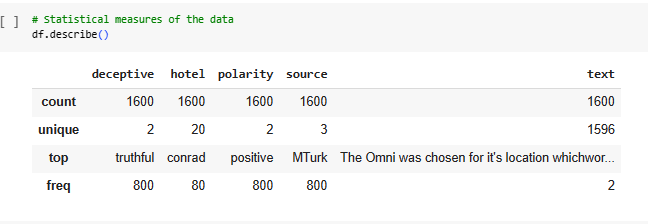 [ ] # Statistical measures of the data
df.describe()
deceptive hotel polarity source text
count 1600 1600 1600 1600 1600
unique 2 20 2 3 1596
top truthful conrad positive MTurk The Omni was chosen for it's location whichwor...
freq 800 80 800 800 2